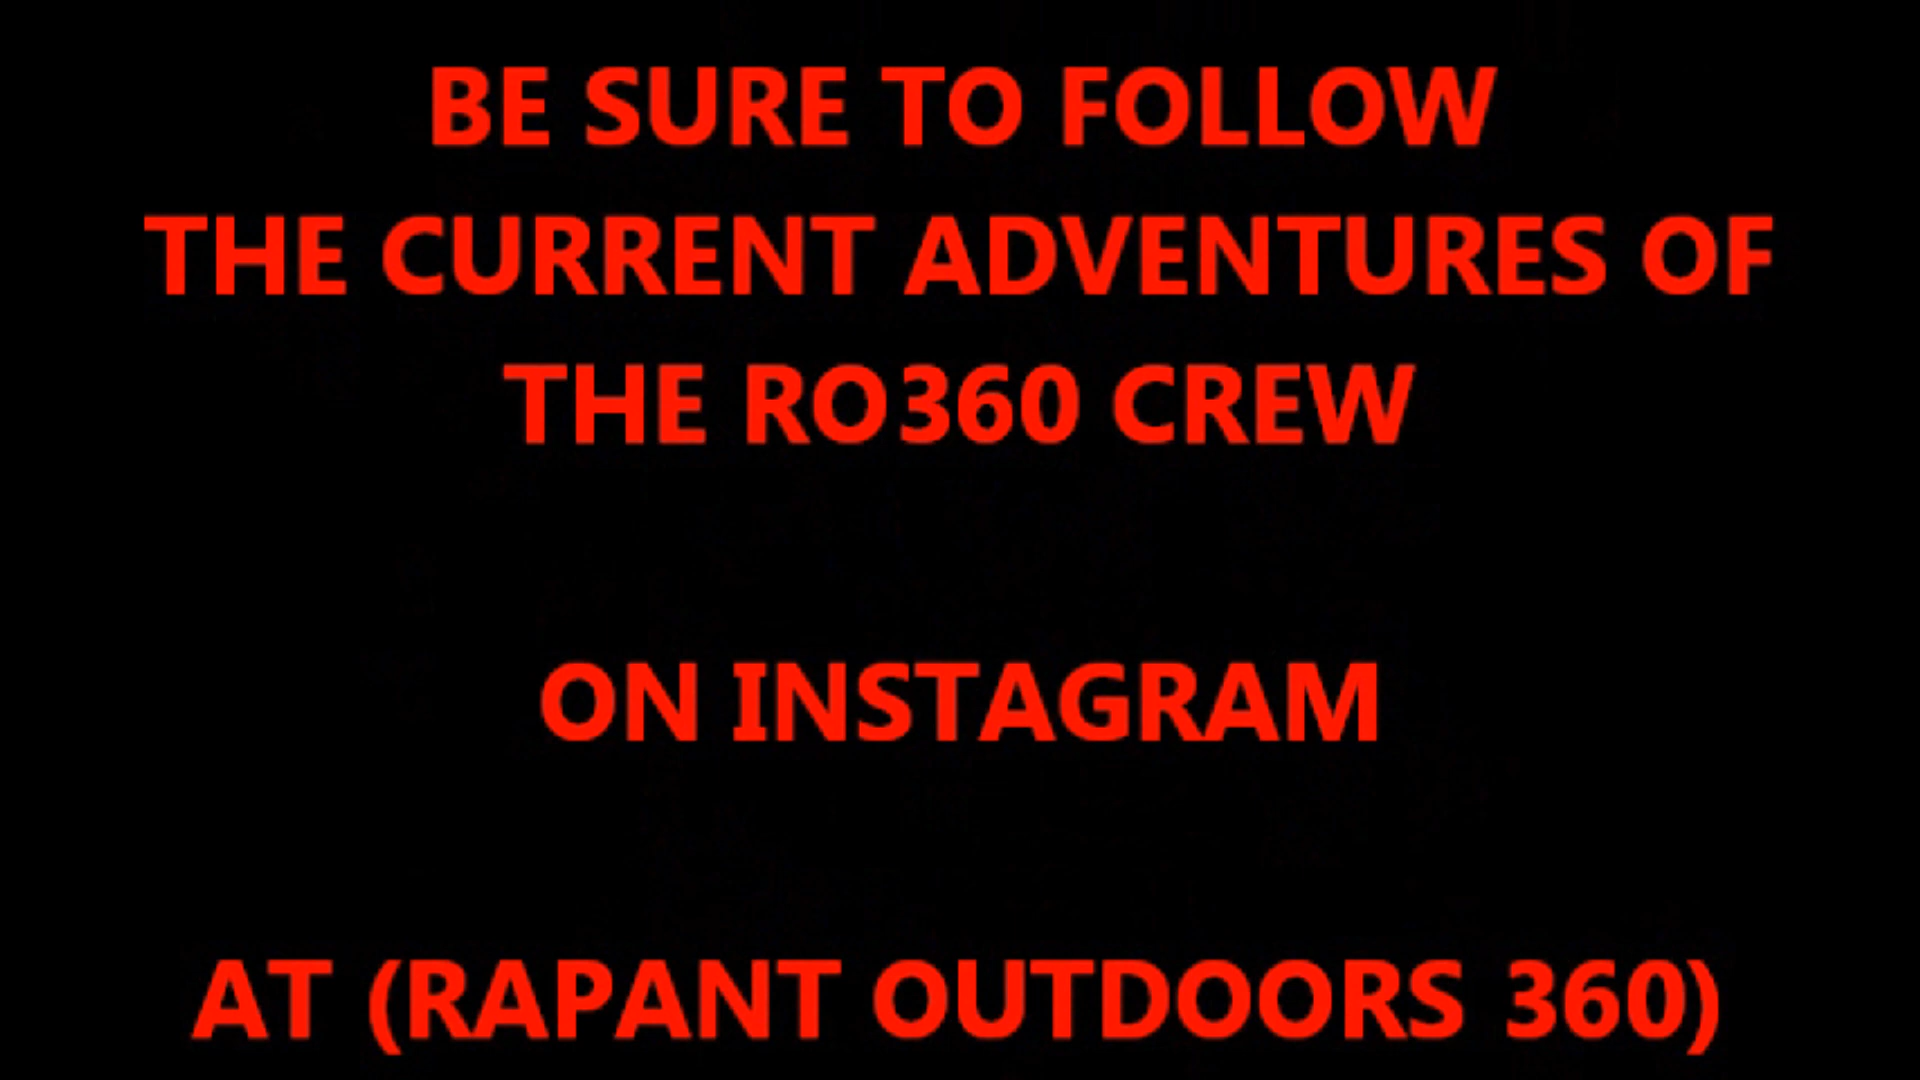 BE SURE TO FOLLOW
THE CURRENT ADVENTURES OF
THE RO360 CREW
ON INSTAGRAM
AT (RAPANT OUTDOORS 360)